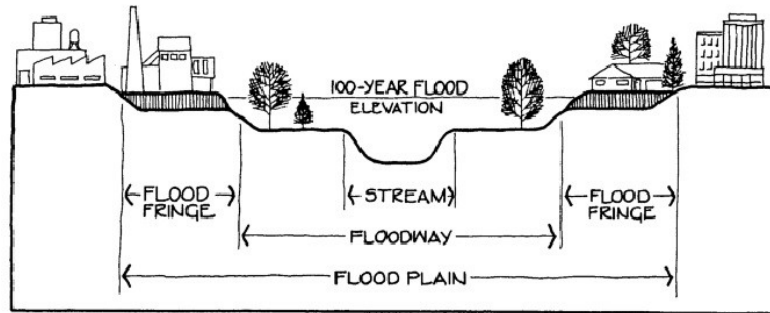 100-YEAR FLOOD
ELEVATION
FLOOD
FRINGE
STREAM
FLOOD
FRINGE
FLOODWAY
FLOOD PLAIN